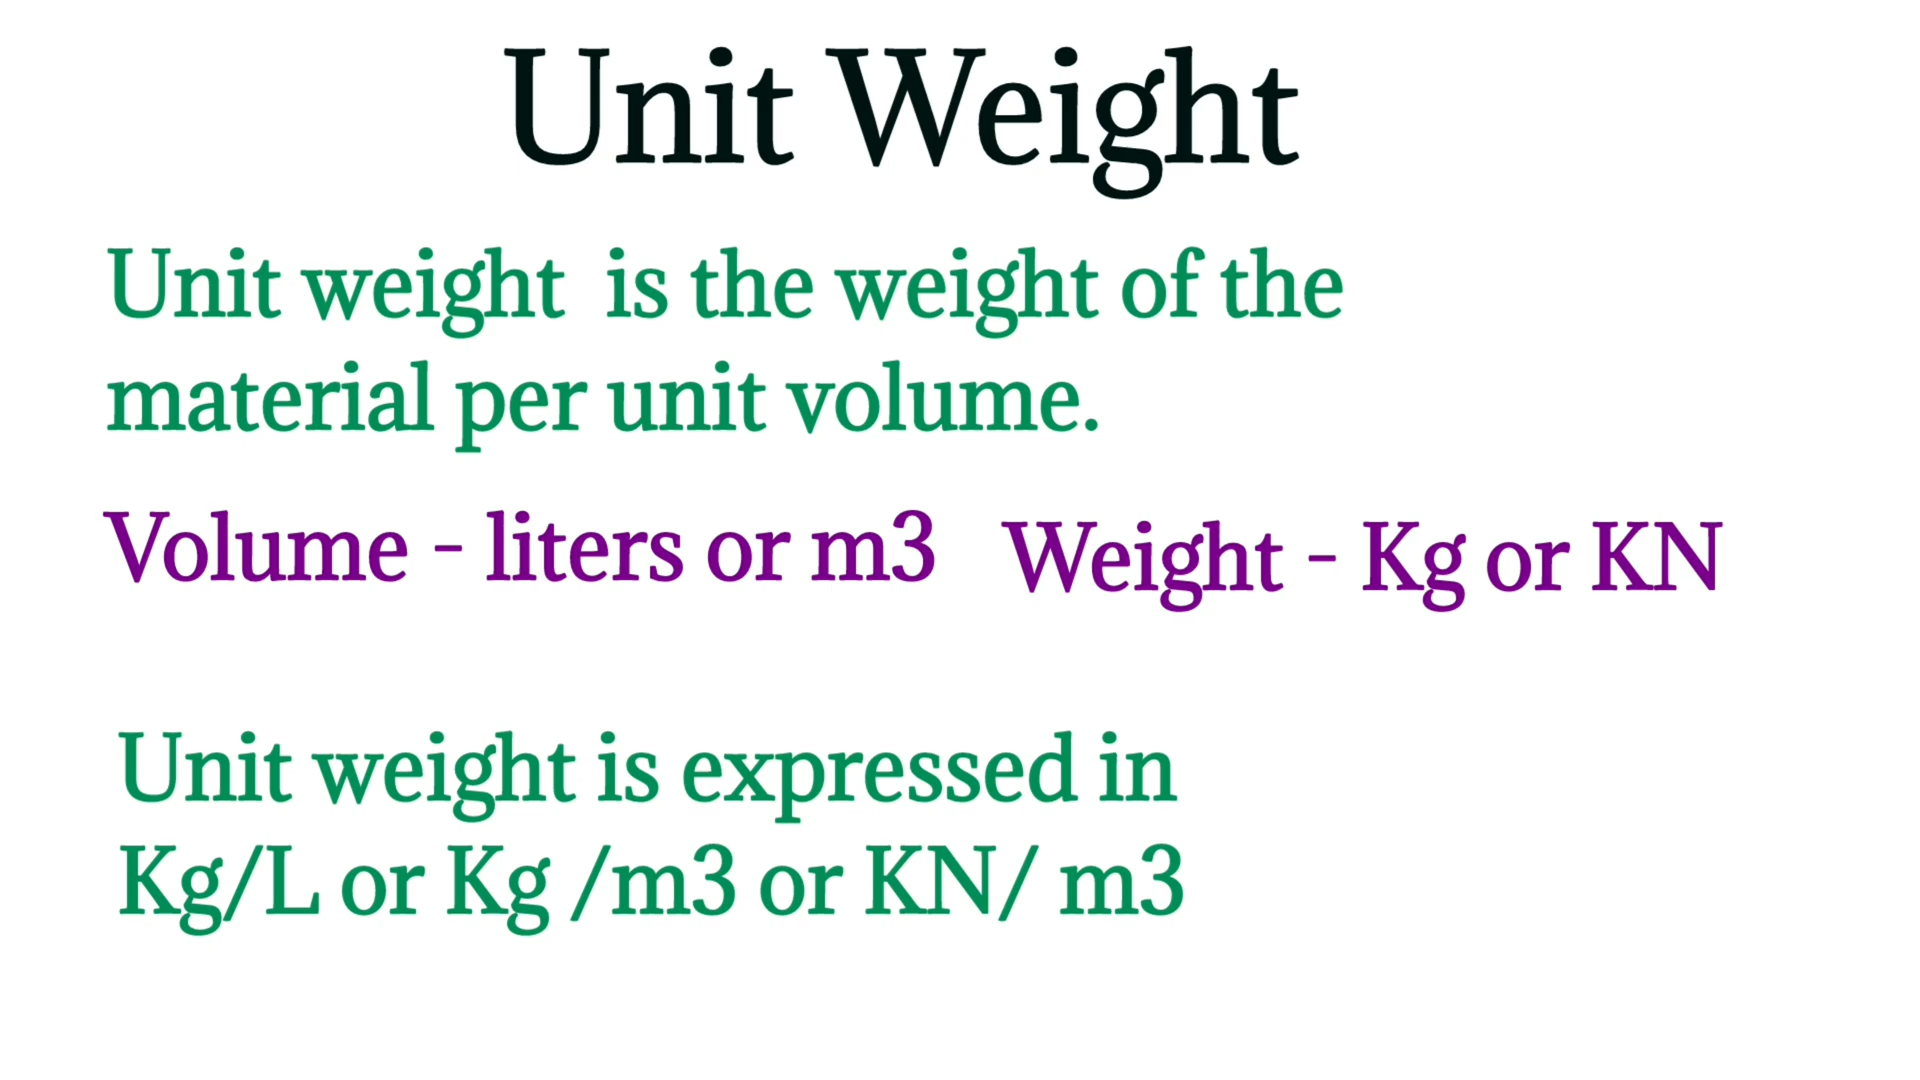 Unit Weight
Unit weight is the weight of the
material per unit volume.
Volume - liters or m3 Weight - Kg or KN
Unit weight is expressed in
Kg/L or Kg /m3 or KN/ m3